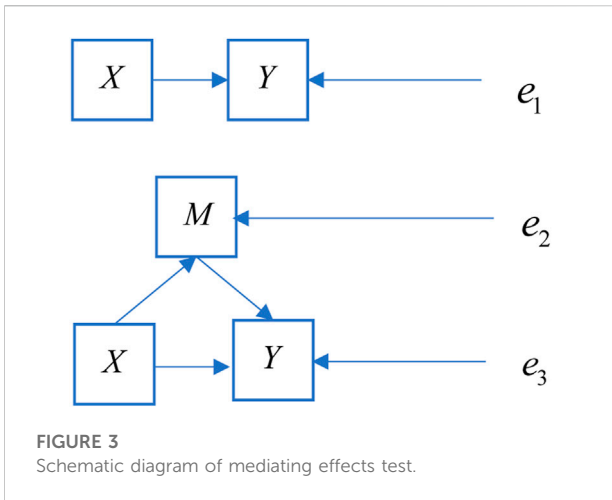 X Y e₁
M e₂
X Y e₃
FIGURE 3
Schematic diagram of mediating effects test.